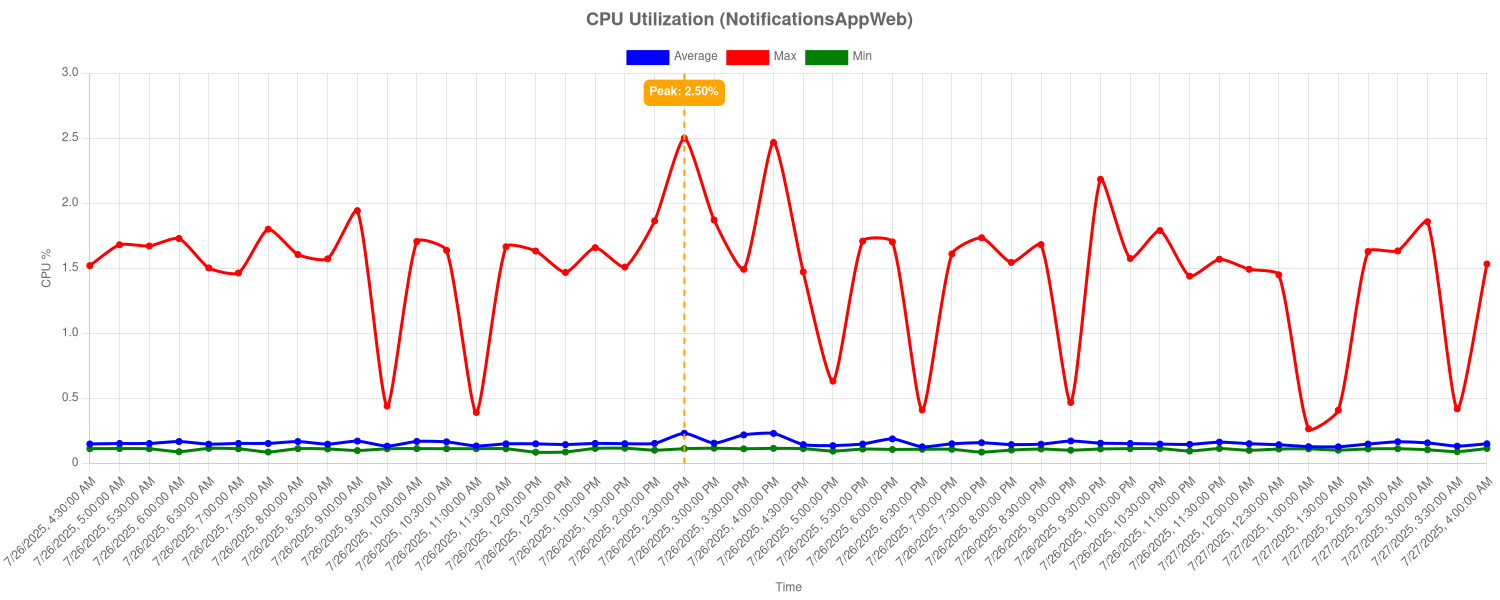 CPU Utilization (NotificationsAppWeb)
Average Max Min
3.0
Peak: 2.50%
2.5
2.0
1.5
CPU %
1.0
0.5
0
7/26/2025, 4:30:00 AM
7/26/2025, 5:00:00 AM
7/26/2025, 5:30:00 AM
7/26/2025, 6:00:00 AM
7/26/2025, 6:30:00 AM
7/26/2025, 7:00:00 AM
7/26/2025, 7:30:00 AM
7/26/2025, 8:00:00 AM
7/26/2025, 8:30:00 AM
7/26/2025, 9:00:00 AM
7/26/2025, 9:30:00 AM
7/26/2025, 10:00:00 AM
7/26/2025, 10:30:00 AM
7/26/2025, 11:00:00 AM
7/26/2025, 11:30:00 AM
7/26/2025, 12:00:00 PM
7/26/2025, 12:30:00 PM
7/26/2025, 1:00:00 PM
7/26/2025, 1:30:00 PM
7/26/2025, 2:00:00 PM
7/26/2025, 2:30:00 PM
7/26/2025, 3:00:00 PM
7/26/2025, 3:30:00 PM
7/26/2025, 4:00:00 PM
7/26/2025, 4:30:00 PM
7/26/2025, 5:00:00 PM
7/26/2025, 5:30:00 PM
7/26/2025, 6:00:00 PM
7/26/2025, 6:30:00 PM
7/26/2025, 7:00:00 PM
7/26/2025, 7:30:00 PM
7/26/2025, 8:00:00 PM
7/26/2025, 8:30:00 PM
7/26/2025, 9:00:00 PM
7/26/2025, 9:30:00 PM
7/26/2025, 10:00:00 PM
7/26/2025, 10:30:00 PM
7/26/2025, 11:00:00 PM
7/26/2025, 11:30:00 PM
7/27/2025, 12:00:00 AM
7/27/2025, 12:30:00 AM
7/27/2025, 1:00:00 AM
7/27/2025, 1:30:00 AM
7/27/2025, 2:00:00 AM
7/27/2025, 2:30:00 AM
7/27/2025, 3:00:00 AM
7/27/2025, 3:30:00 AM
7/27/2025, 4:00:00 AM
Time